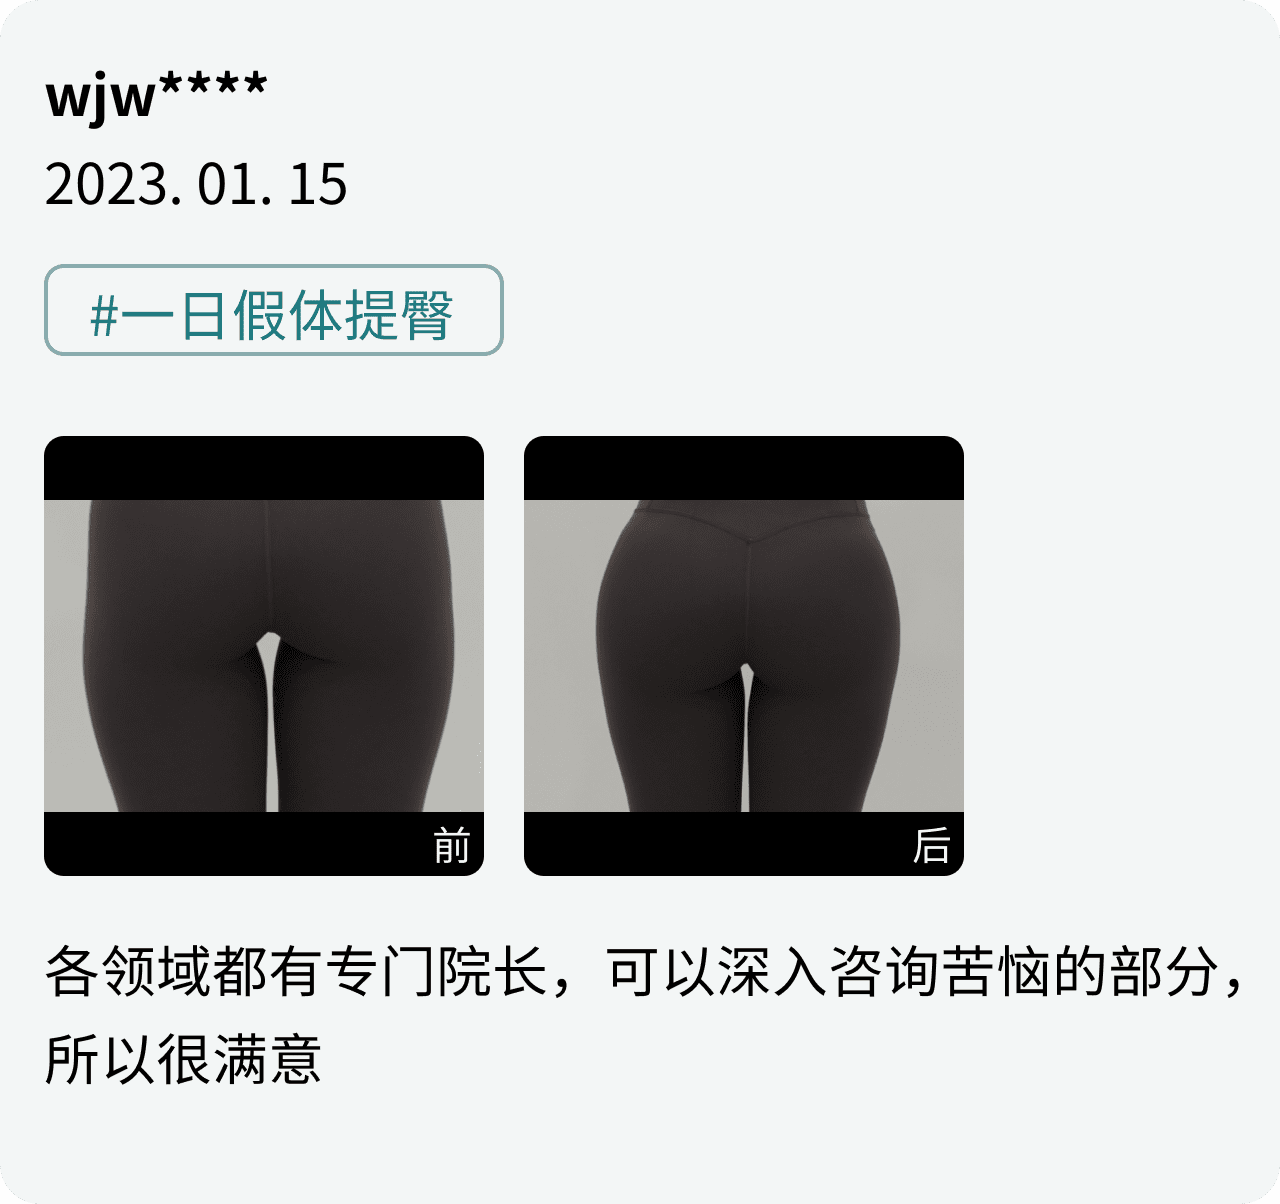 wjw****
2023. 01. 15
#一日假体提臀
前
后
各领域都有专门院长，可以深入咨询苦恼的部分，
所以很满意